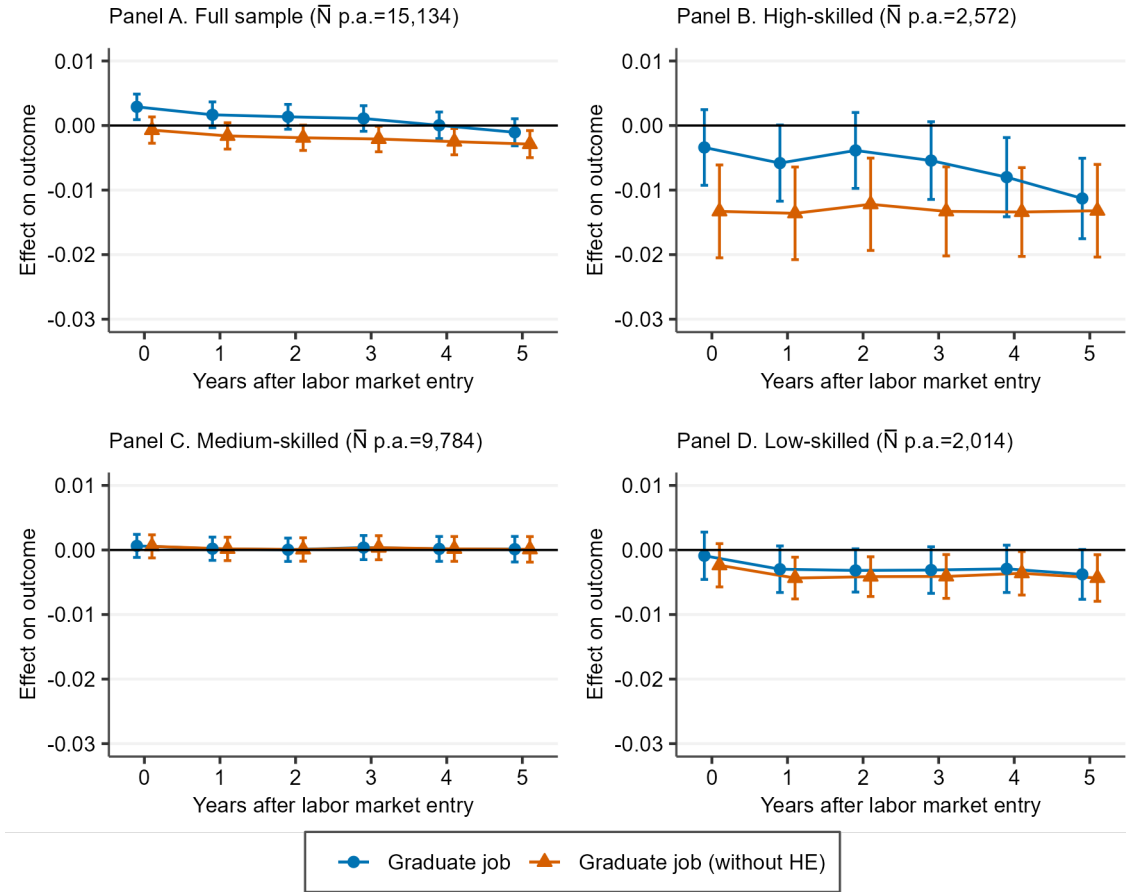 Panel A. Full sample (N̅ p.a.=15,134)
0.01
0.00
-0.01
-0.02
-0.03
Effect on outcome
0 1 2 3 4 5
Years after labor market entry
Panel B. High-skilled (N̅ p.a.=2,572)
0.01
0.00
-0.01
-0.02
-0.03
Effect on outcome
0 1 2 3 4 5
Years after labor market entry
Panel C. Medium-skilled (N̅ p.a.=9,784)
0.01
0.00
-0.01
-0.02
-0.03
Effect on outcome
0 1 2 3 4 5
Years after labor market entry
Panel D. Low-skilled (N̅ p.a.=2,014)
0.01
0.00
-0.01
-0.02
-0.03
Effect on outcome
0 1 2 3 4 5
Years after labor market entry
Graduate job Graduate job (without HE)